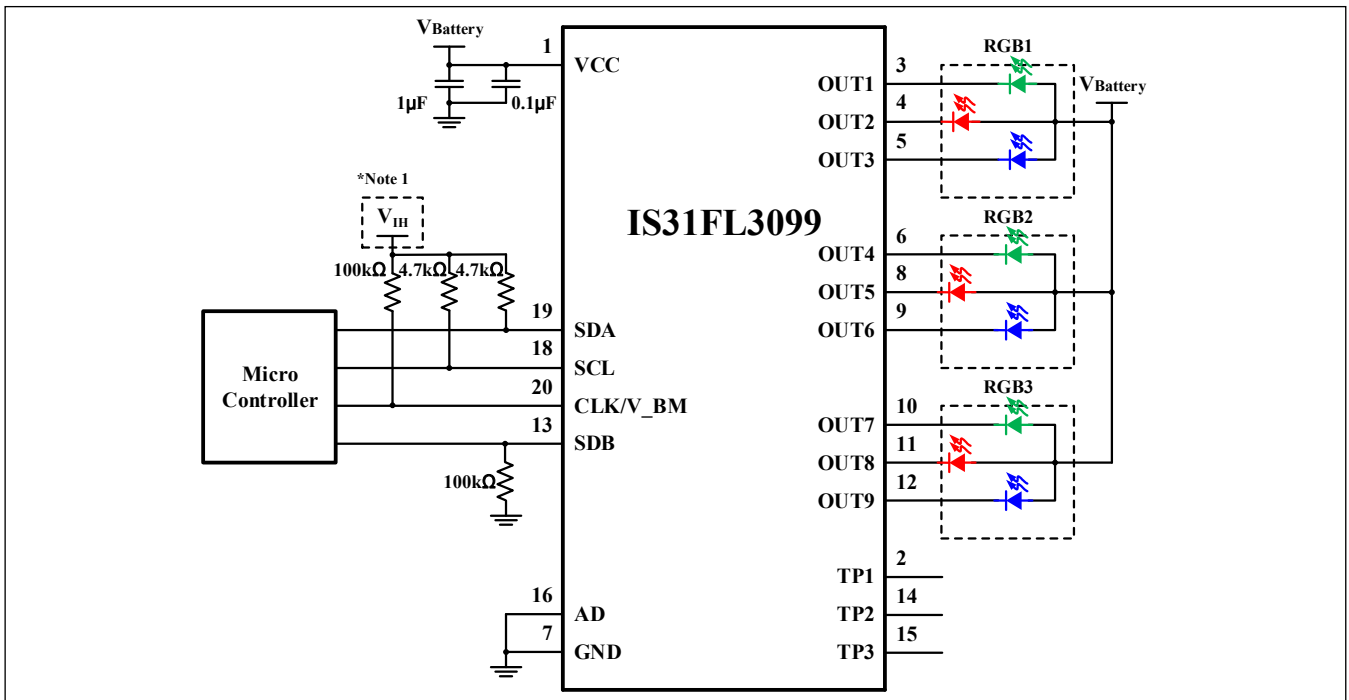 VBattery
1
VCC
1µF
0.1µF
*Note 1
VIH
100kΩ 4.7kΩ 4.7kΩ
Micro
Controller
19
SDA
18
SCL
20
CLK/V_BM
13
SDB
100kΩ
16
AD
7
GND
IS31FL3099
RGB1
VBattery
3
OUT1
4
OUT2
5
OUT3
RGB2
6
OUT4
8
OUT5
9
OUT6
RGB3
10
OUT7
11
OUT8
12
OUT9
2
TP1
14
TP2
15
TP3